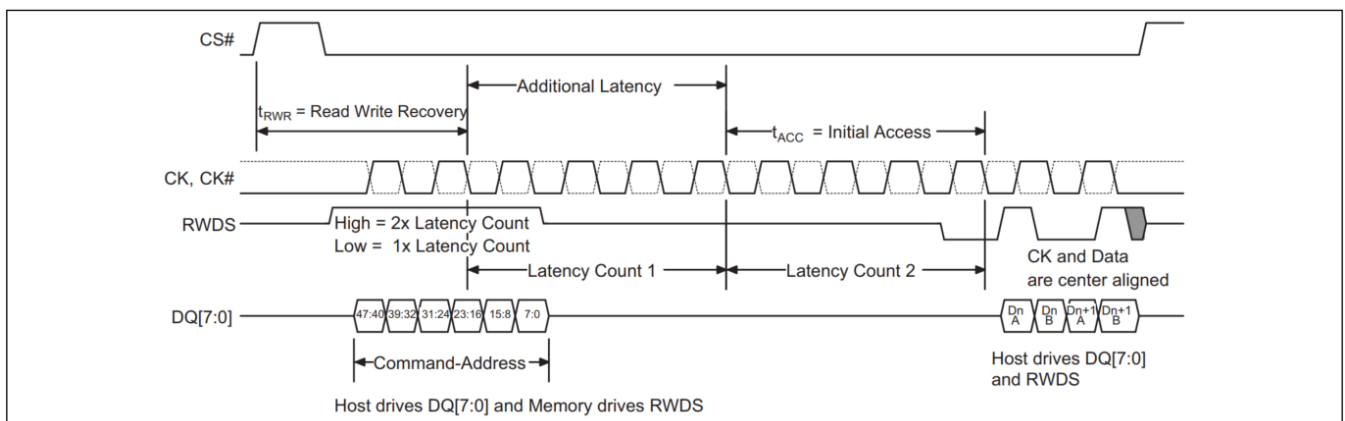 CS#
Additional Latency
tRWR = Read Write Recovery
tACC = Initial Access
CK, CK#
RWDS
High = 2x Latency Count
Low = 1x Latency Count
CK and Data
are center aligned
Latency Count 1
Latency Count 2
DQ[7:0]
47:40 39:32 31:24 23:16 15:8 7:0
Dn A
Dn B
Dn+1 A
Dn+1 B
Command-Address
Host drives DQ[7:0]
and RWDS
Host drives DQ[7:0] and Memory drives RWDS